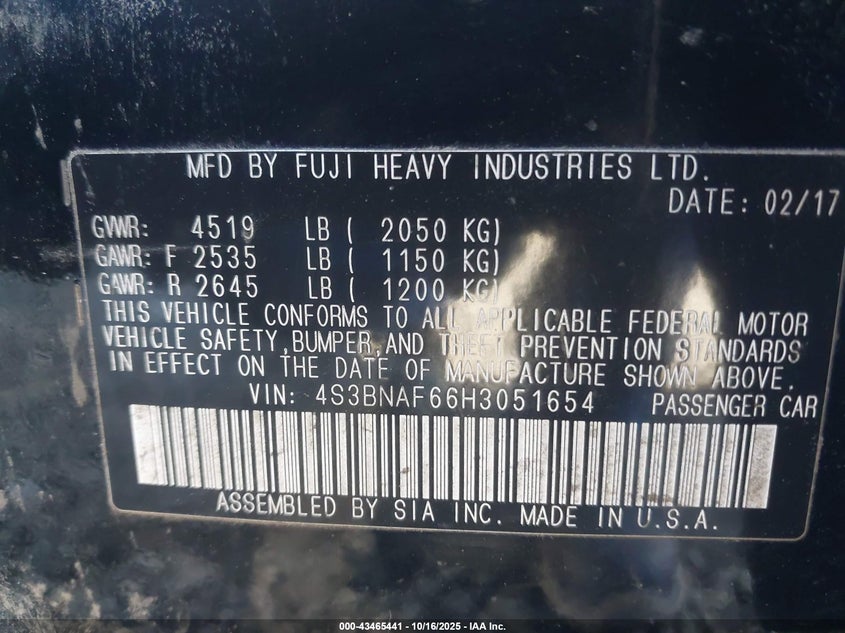 MFD BY FUJI HEAVY INDUSTRIES LTD.
DATE: 02/17
GVWR: 4519 LB ( 2050 KG)
GAWR: F 2535 LB ( 1150 KG)
GAWR: R 2645 LB ( 1200 KG)
THIS VEHICLE CONFORMS TO ALL APPLICABLE FEDERAL MOTOR
VEHICLE SAFETY, BUMPER, AND THEFT PREVENTION STANDARDS
IN EFFECT ON THE DATE OF MANUFACTURE SHOWN ABOVE.
VIN: 4S3BNAF66H3051654 PASSENGER CAR
ASSEMBLED BY SIA INC. MADE IN U.S.A.
000-43465441 - 10/16/2025 - IAA Inc.